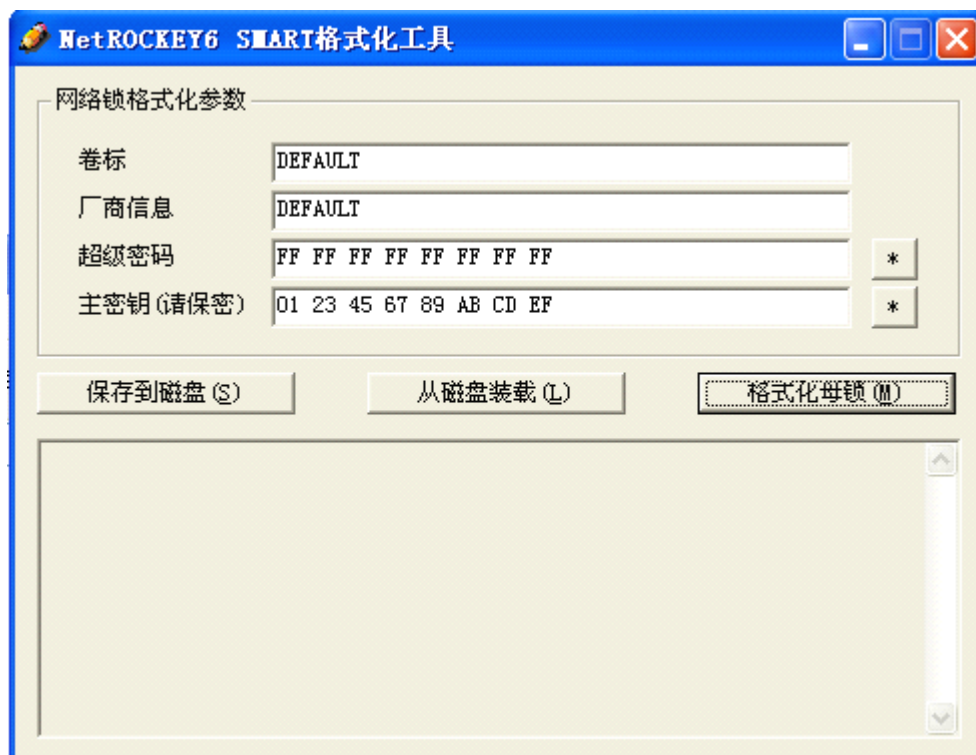 NetROCKEY6 SMART格式化工具
网络锁格式化参数
卷标 DEFAULT
厂商信息 DEFAULT
超级密码 FF FF FF FF FF FF FF FF *
主密钥(请保密) 01 23 45 67 89 AB CD EF *
保存到磁盘(S) 从磁盘装载(L) 格式化母锁(M)